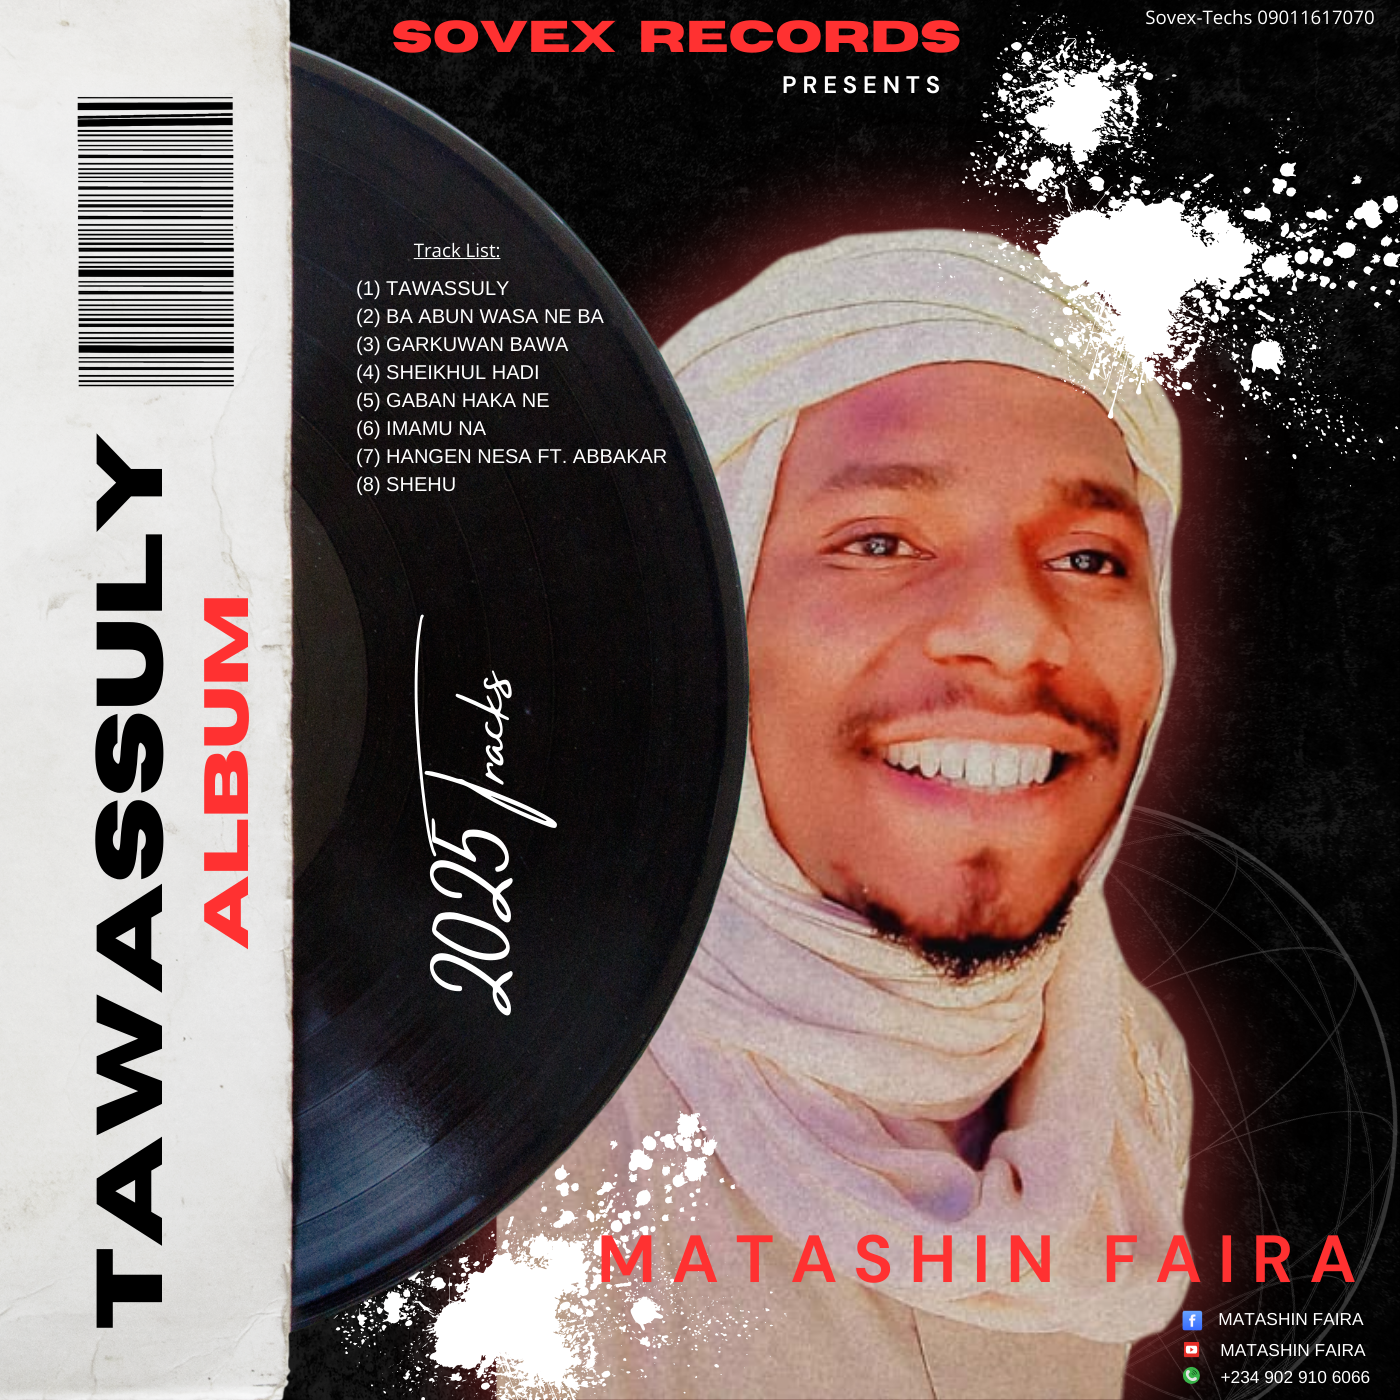 SOVEX RECORDS
PRESENTS
Sovex-Techs 09011617070
TAWASSULY
ALBUM
Track List:
(1) TAWASSULY
(2) BA ABUN WASA NE BA
(3) GARKUWAN BAWA
(4) SHEIKHUL HADI
(5) GABAN HAKA NE
(6) IMAMU NA
(7) HANGEN NESA FT. ABBAKAR
(8) SHEHU
2025 Tracks
MATASHIN FAIRA
MATASHIN FAIRA
MATASHIN FAIRA
+234 902 910 6066